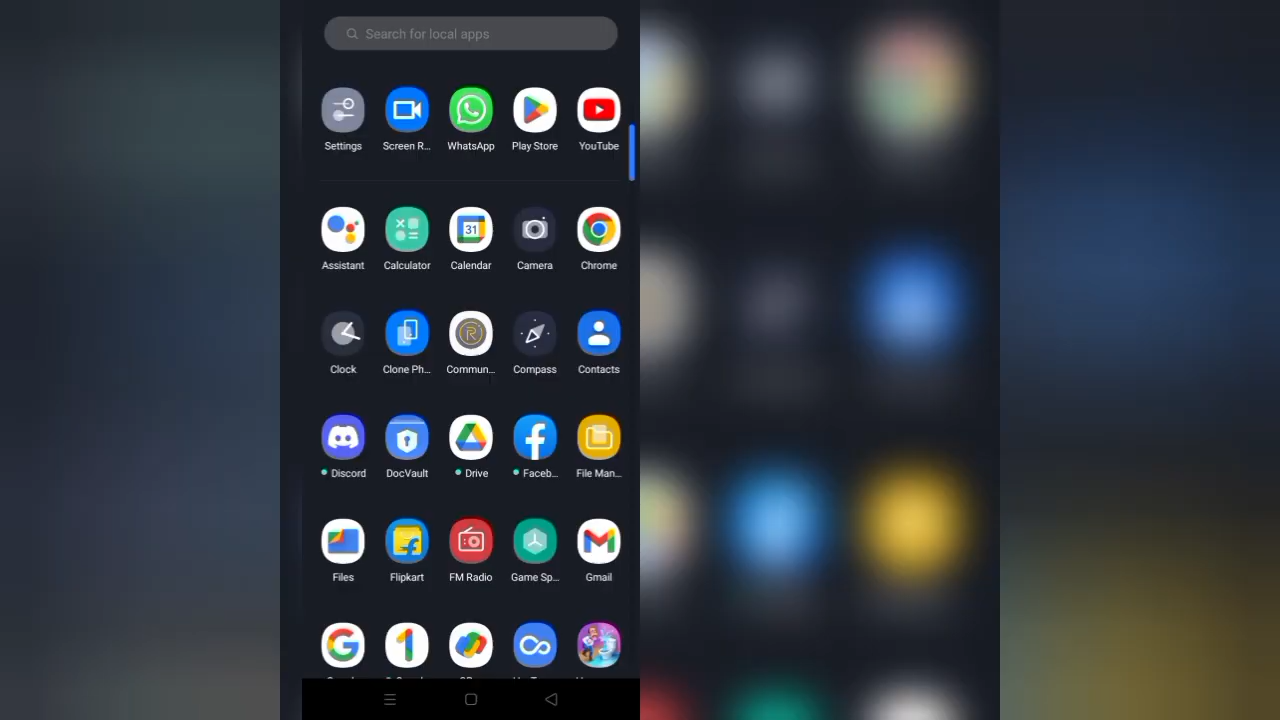 Search for local apps
Settings Screen R... WhatsApp Play Store YouTube
Assistant Calculator Calendar Camera Chrome
31
Clock Clone Ph... Commun... Compass Contacts
Discord DocVault Drive Faceb... File Man...
Files Flipkart FM Radio Game Sp... Gmail